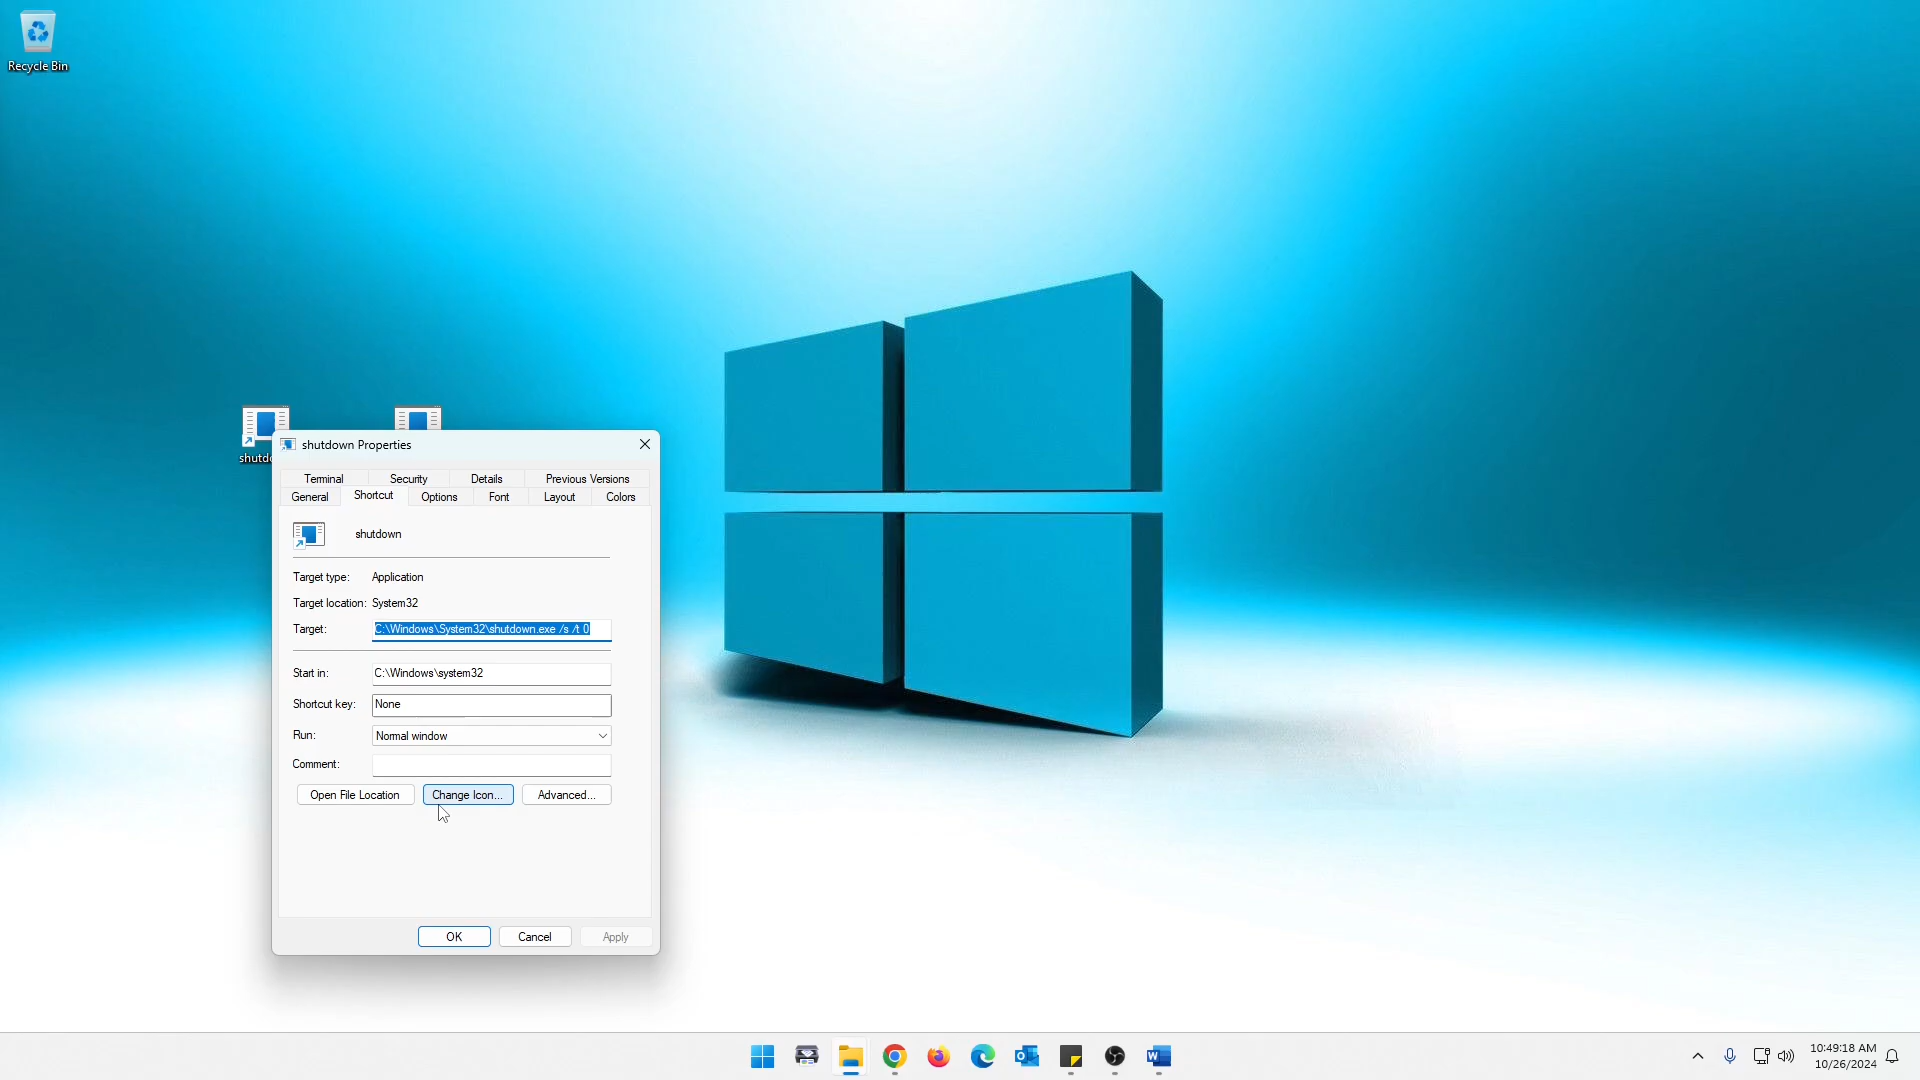 Recycle Bin
shutdo
shutdown Properties
Terminal Security Details Previous Versions
General Shortcut Options Font Layout Colors
shutdown
Target type: Application
Target location: System32
Target: C:\Windows\System32\shutdown.exe /s /t 0
Start in: C:\Windows\system32
Shortcut key: None
Run: Normal window
Comment:
Open File Location Change Icon... Advanced...
OK Cancel Apply
10:49:18 AM
10/26/2024